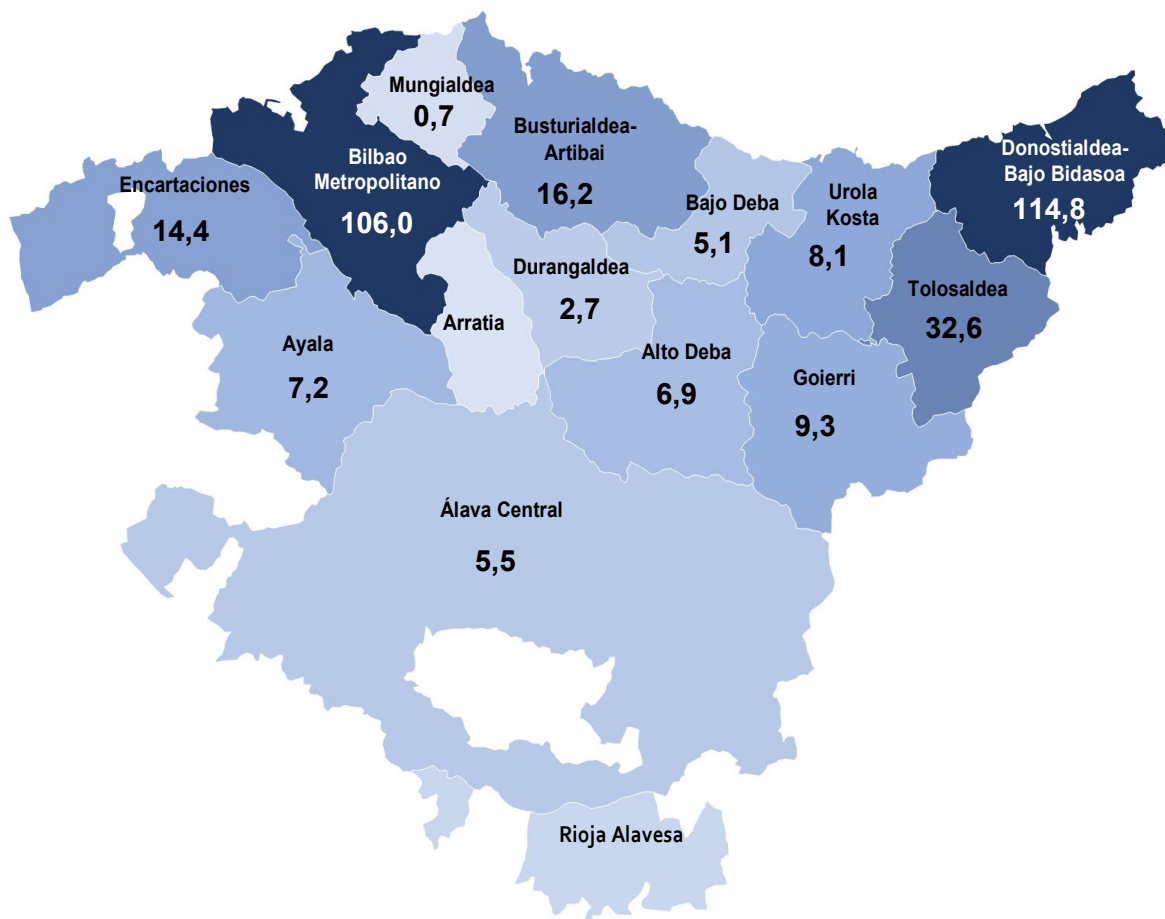 Mungialdea
0,7
Busturialdea-
Artibai
16,2
Donostialdea-
Bajo Bidasoa
114,8
Bilbao
Metropolitano
106,0
Encartaciones
14,4
Bajo Deba
5,1
Urola
Kosta
8,1
Durangaldea
2,7
Tolosaldea
32,6
Arratia
Ayala
7,2
Alto Deba
6,9
Goierri
9,3
Álava Central
5,5
Rioja Alavesa